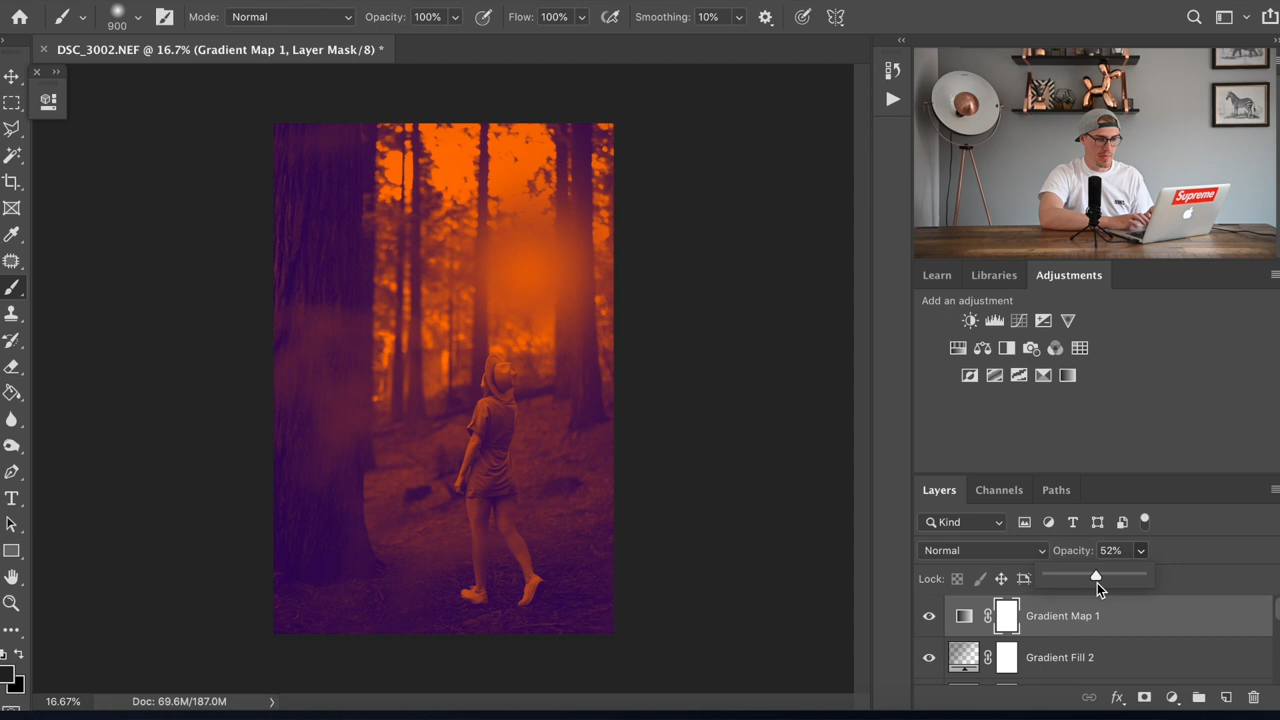 Mode: Normal Opacity: 100% Flow: 100% Smoothing: 10%
900
DSC_3002.NEF @ 16.7% (Gradient Map 1, Layer Mask/8) *
Supreme
Learn Libraries Adjustments
Add an adjustment
Layers Channels Paths
Kind
Normal Opacity: 52%
Lock:
Gradient Map 1
Gradient Fill 2
fx
16.67% Doc: 69.6M/187.0M